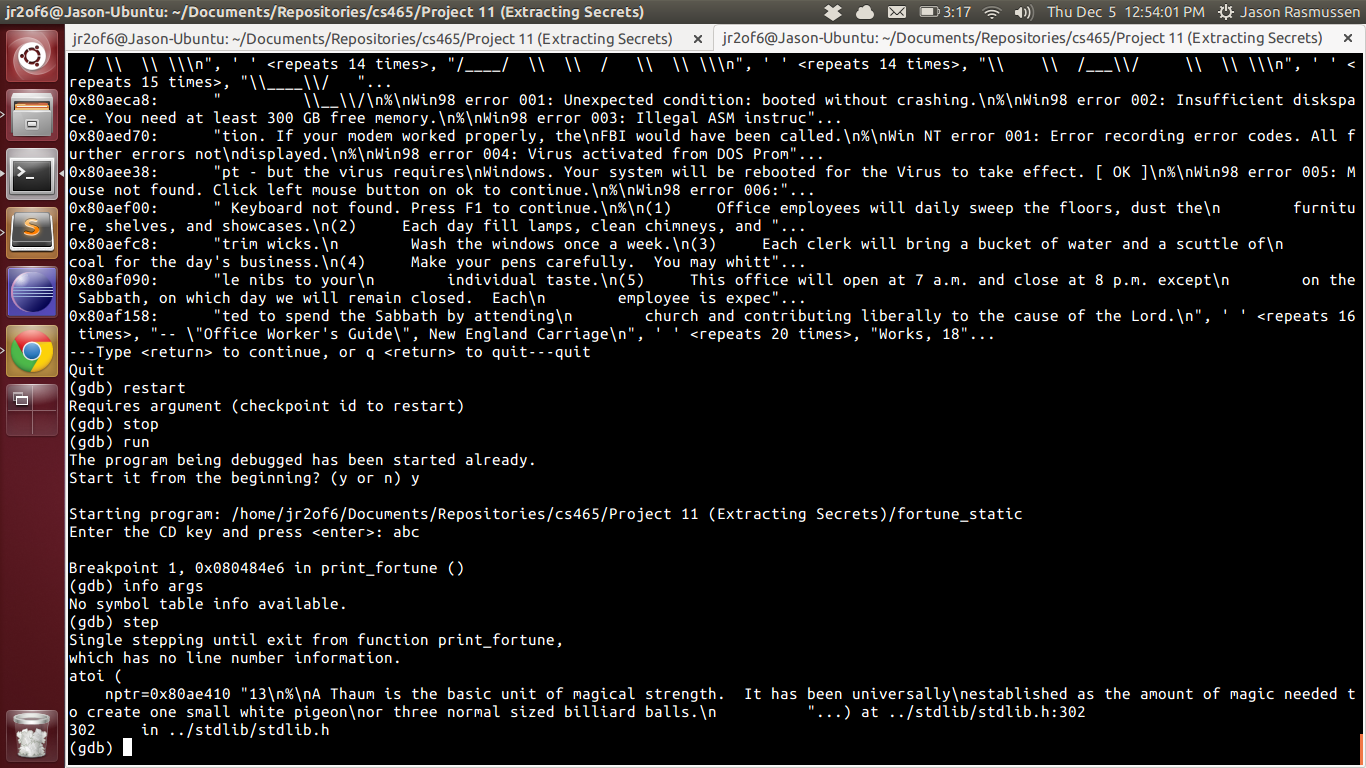 jr2of6@Jason-Ubuntu: ~/Documents/Repositories/cs465/Project 11 (Extracting Secrets) 3:17 Thu Dec 5 12:54:01 PM Jason Rasmussen
jr2of6@Jason-Ubuntu: ~/Documents/Repositories/cs465/Project 11 (Extracting Secrets) × jr2of6@Jason-Ubuntu: ~/Documents/Repositories/cs465/Project 11 (Extracting Secrets) ×
  / \\  \\ \\\n", ' ' <repeats 14 times>, "/____/  \\  \\  /   \\  \\ \\\n", ' ' <repeats 14 times>, "\\    \\  /___\\/     \\  \\ \\\n", ' ' <
repeats 15 times>, "\\____\\/   "...
0x80aeca8:      "         \\__\\/\n%\nWin98 error 001: Unexpected condition: booted without crashing.\n%\nWin98 error 002: Insufficient diskspa
ce. You need at least 300 GB free memory.\n%\nWin98 error 003: Illegal ASM instruc"...
0x80aed70:      "tion. If your modem worked properly, the\nFBI would have been called.\n%\nWin NT error 001: Error recording error codes. All f
urther errors not\ndisplayed.\n%\nWin98 error 004: Virus activated from DOS Prom"...
0x80aee38:      "pt - but the virus requires\nWindows. Your system will be rebooted for the Virus to take effect. [ OK ]\n%\nWin98 error 005: M
ouse not found. Click left mouse button on ok to continue.\n%\nWin98 error 006:"...
0x80aef00:      " Keyboard not found. Press F1 to continue.\n%\n(1)     Office employees will daily sweep the floors, dust the\n        furnitu
re, shelves, and showcases.\n(2)     Each day fill lamps, clean chimneys, and "...
0x80aefc8:      "trim wicks.\n        Wash the windows once a week.\n(3)     Each clerk will bring a bucket of water and a scuttle of\n
coal for the day's business.\n(4)     Make your pens carefully.  You may whitt"...
0x80af090:      "le nibs to your\n        individual taste.\n(5)     This office will open at 7 a.m. and close at 8 p.m. except\n        on the
 Sabbath, on which day we will remain closed.  Each\n        employee is expec"...
0x80af158:      "ted to spend the Sabbath by attending\n        church and contributing liberally to the cause of the Lord.\n", ' ' <repeats 16
 times>, "-- \"Office Worker's Guide\", New England Carriage\n", ' ' <repeats 20 times>, "Works, 18"...
---Type <return> to continue, or q <return> to quit---quit
Quit
(gdb) restart
Requires argument (checkpoint id to restart)
(gdb) stop
(gdb) run
The program being debugged has been started already.
Start it from the beginning? (y or n) y
Starting program: /home/jr2of6/Documents/Repositories/cs465/Project 11 (Extracting Secrets)/fortune_static
Enter the CD key and press <enter>: abc
Breakpoint 1, 0x080484e6 in print_fortune ()
(gdb) info args
No symbol table info available.
(gdb) step
Single stepping until exit from function print_fortune,
which has no line number information.
atoi (
    nptr=0x80ae410 "13\n%\nA Thaum is the basic unit of magical strength.  It has been universally\nestablished as the amount of magic needed t
o create one small white pigeon\nor three normal sized billiard balls.\n          "...) at ../stdlib/stdlib.h:302
302     in ../stdlib/stdlib.h
(gdb)